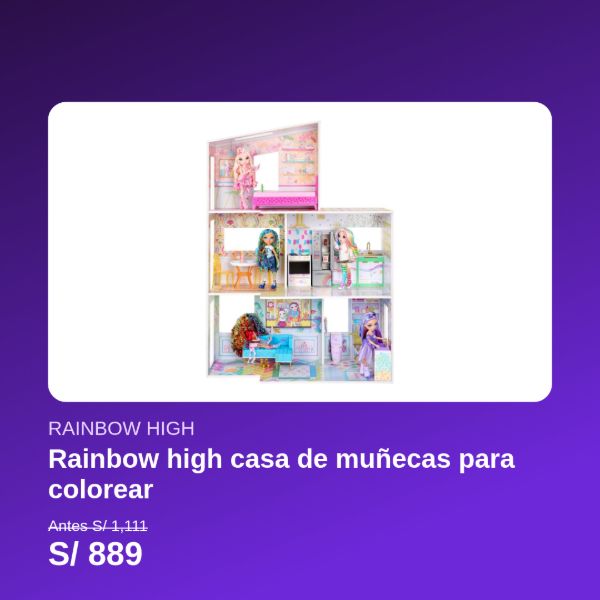 RAINBOW HIGH
Rainbow high casa de muñecas para
colorear
Antes S/ 1,111
S/ 889